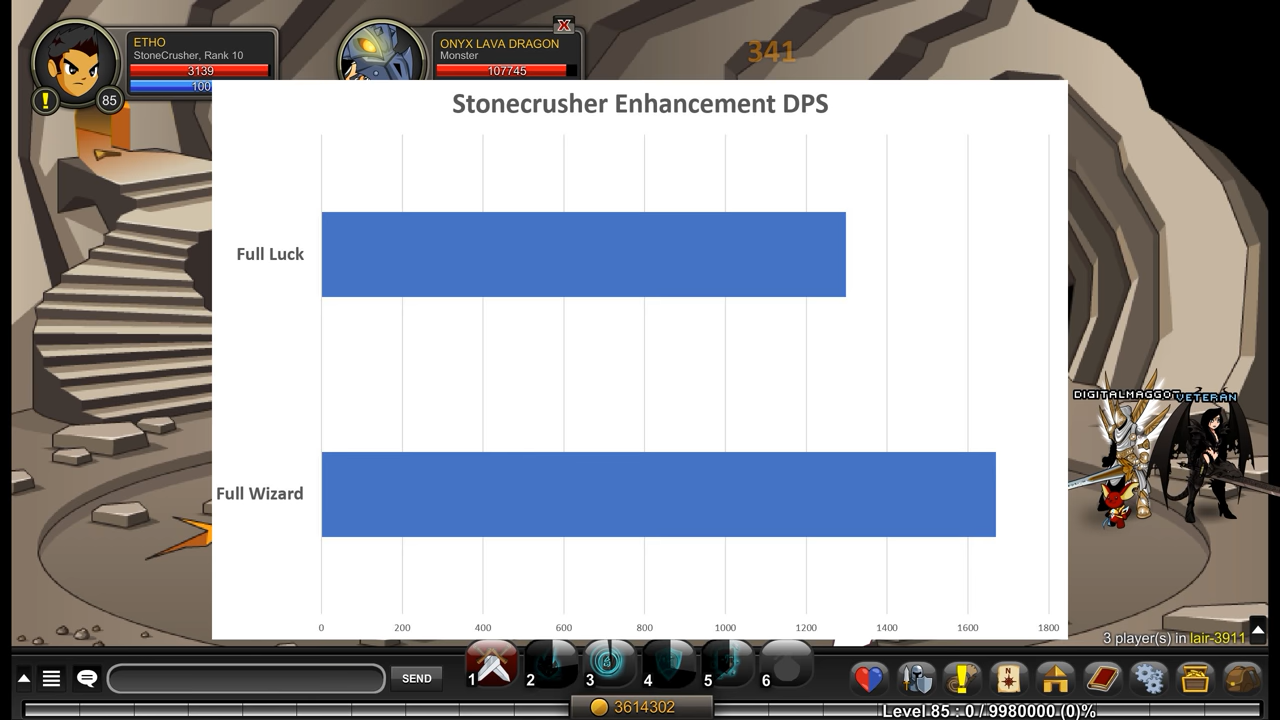 ETHO
StoneCrusher, Rank 10
3139
100
85
X
ONYX LAVA DRAGON
Monster
107745
341
Stonecrusher Enhancement DPS
Full Luck
Full Wizard
0 200 400 600 800 1000 1200 1400 1600 1800
DIGITALMAGGOT
VETERAN
3 player(s) in lair-3911
SEND
1 2 3 4 5 6
N
3614302
Level 85 : 0 / 9980000 (0)%